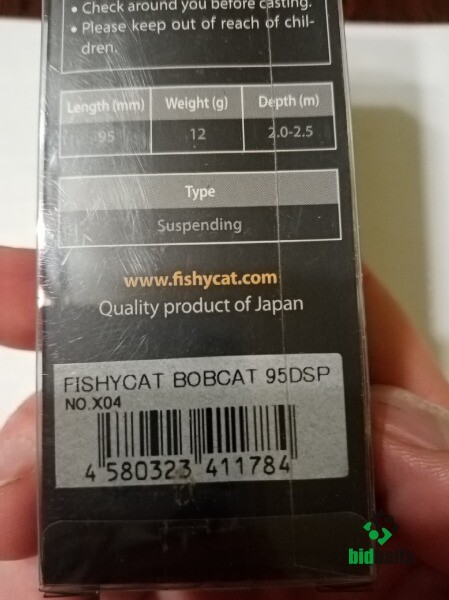 • Check around you before casting.
• Please keep out of reach of chil-
dren.
Length (mm) Weight (g) Depth (m)
95 12 2.0-2.5
Type
Suspending
www.fishycat.com
Quality product of Japan
FISHYCAT BOBCAT 95DSP
NO.X04
4 580323 411784